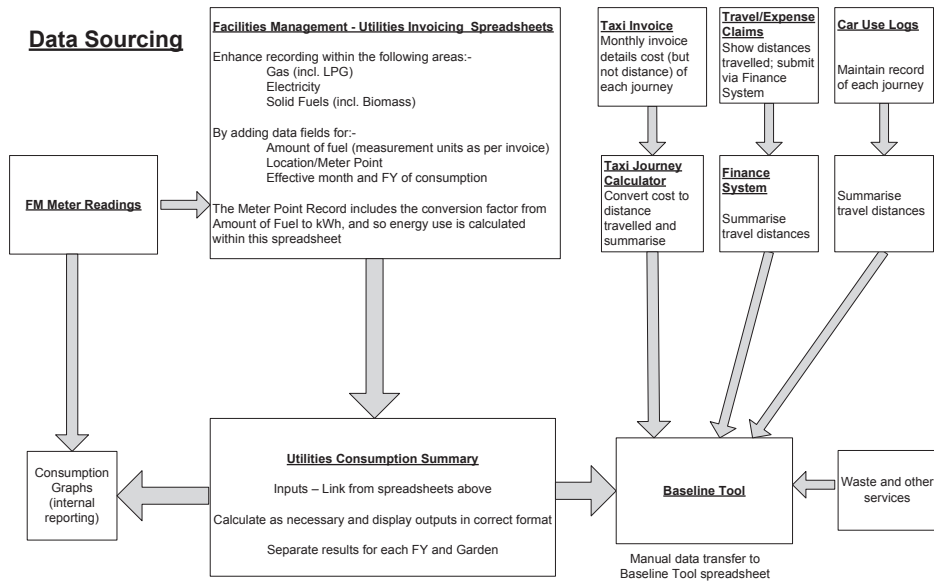 Data Sourcing
Facilities Management - Utilities Invoicing Spreadsheets
Enhance recording within the following areas:-
Gas (incl. LPG)
Electricity
Solid Fuels (incl. Biomass)
By adding data fields for:-
Amount of fuel (measurement units as per invoice)
Location/Meter Point
Effective month and FY of consumption
The Meter Point Record includes the conversion factor from
Amount of Fuel to kWh, and so energy use is calculated
within this spreadsheet
Taxi Invoice
Monthly invoice
details cost (but
not distance) of
each journey
Travel/Expense
Claims
Show distances
travelled; submit
via Finance
System
Car Use Logs
Maintain record
of each journey
FM Meter Readings
Taxi Journey
Calculator
Convert cost to
distance
travelled and
summarise
Finance
System
Summarise
travel distances
Summarise
travel distances
Consumption
Graphs
(internal
reporting)
Utilities Consumption Summary
Inputs – Link from spreadsheets above
Calculate as necessary and display outputs in correct format
Separate results for each FY and Garden
Baseline Tool
Waste and other
services
Manual data transfer to
Baseline Tool spreadsheet